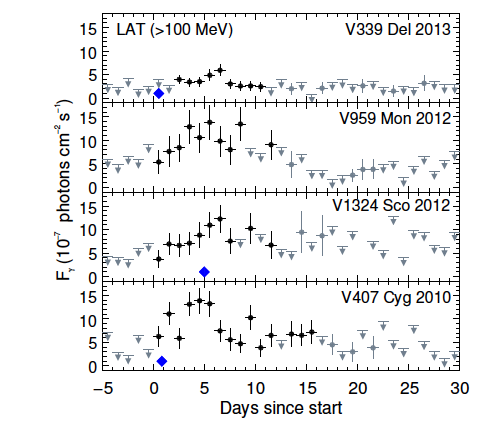 LAT (>100 MeV) V339 Del 2013
15
10
5
0
V959 Mon 2012
15
10
5
0
V1324 Sco 2012
15
10
5
0
V407 Cyg 2010
15
10
5
0
Fγ (10⁻⁷ photons cm⁻² s⁻¹)
-5 0 5 10 15 20 25 30
Days since start